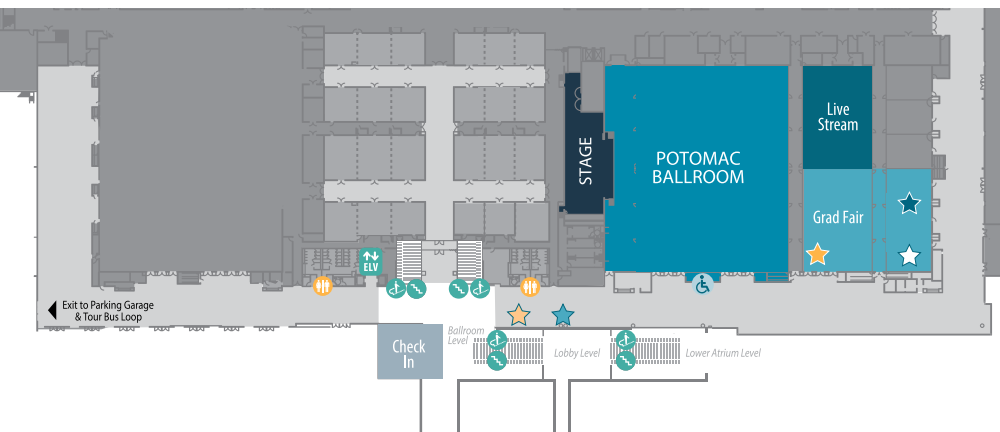 Live
Stream
STAGE
POTOMAC
BALLROOM
Grad Fair
ELV
Exit to Parking Garage
& Tour Bus Loop
Check
In
Ballroom
Level
Lobby Level
Lower Atrium Level